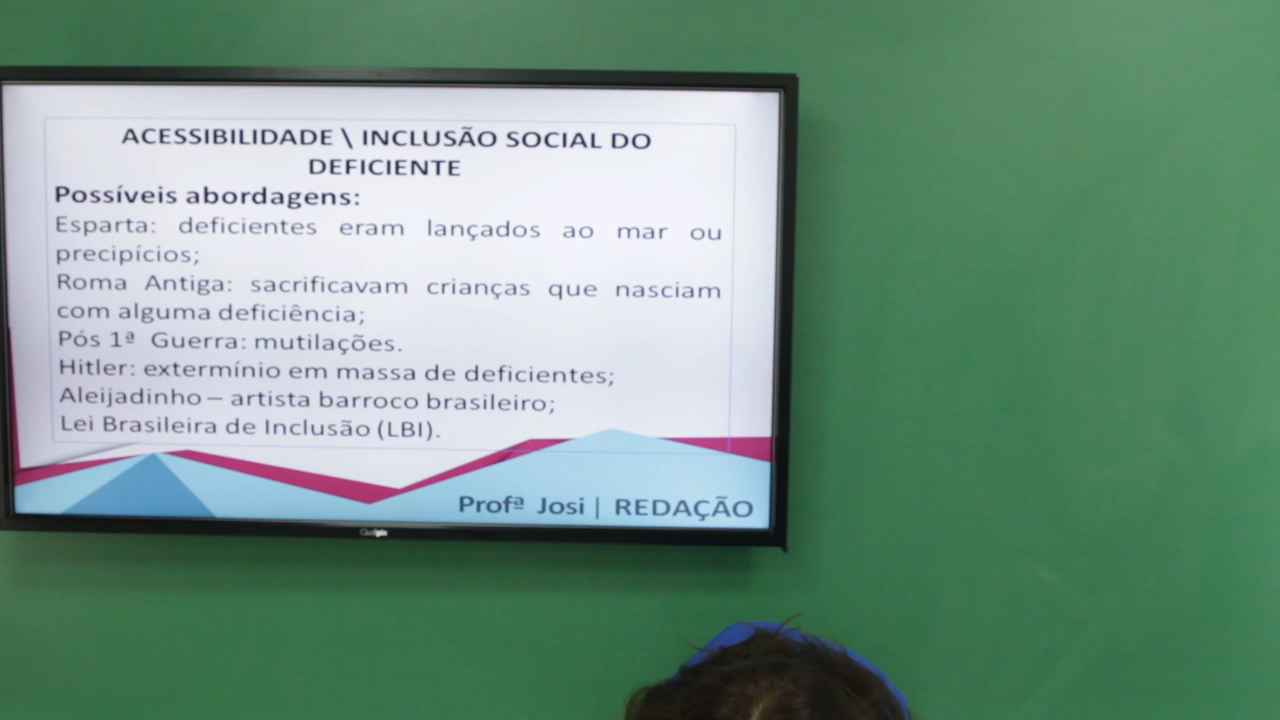 ACESSIBILIDADE \ INCLUSÃO SOCIAL DO
DEFICIENTE
Possíveis abordagens:
Esparta: deficientes eram lançados ao mar ou
precipícios;
Roma Antiga: sacrificavam crianças que nasciam
com alguma deficiência;
Pós 1ª Guerra: mutilações.
Hitler: extermínio em massa de deficientes;
Aleijadinho – artista barroco brasileiro;
Lei Brasileira de Inclusão (LBI).
Profª Josi | REDAÇÃO